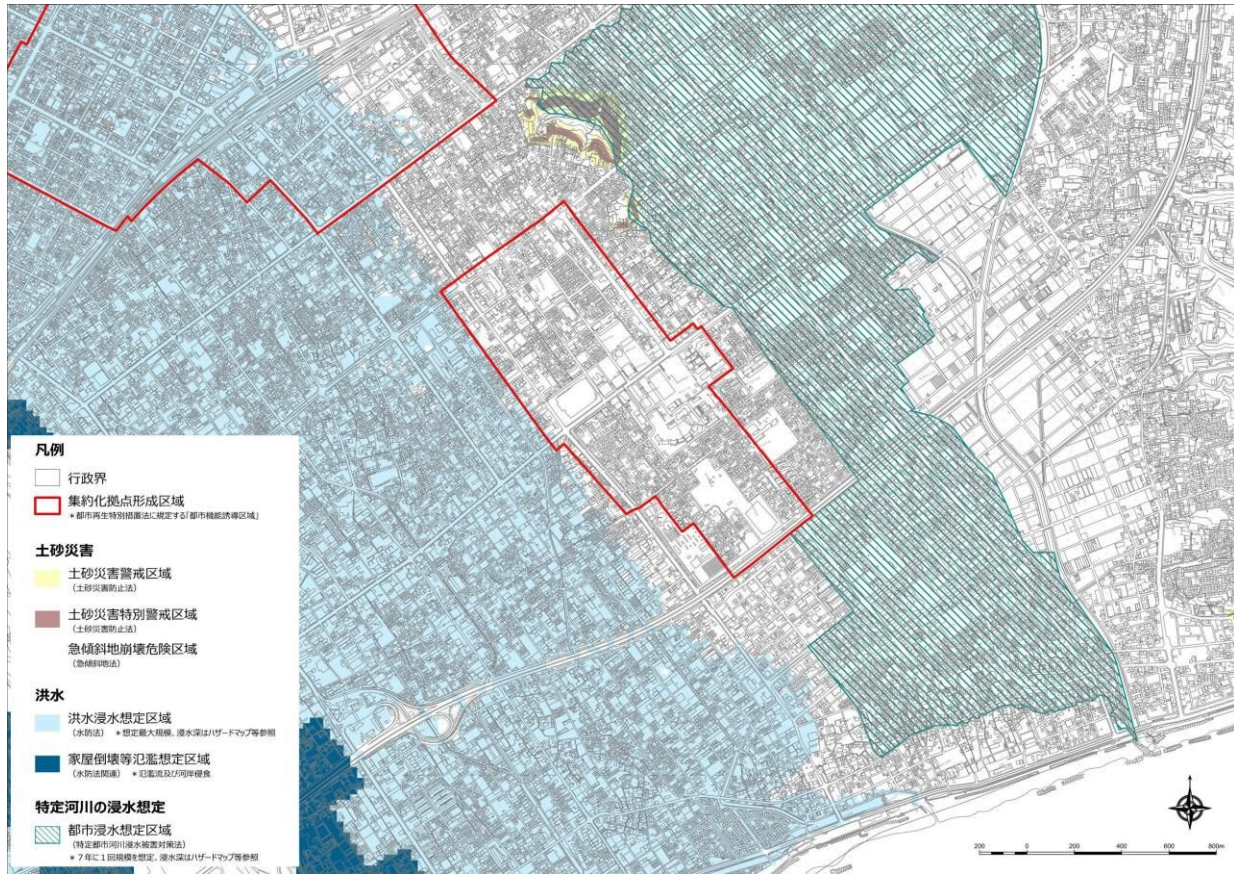 凡例
行政界
集約化拠点形成区域
＊都市再生特別措置法に規定する「都市機能誘導区域」
土砂災害
土砂災害警戒区域
（土砂災害防止法）
土砂災害特別警戒区域
（土砂災害防止法）
急傾斜地崩壊危険区域
（急傾斜地法）
洪水
洪水浸水想定区域
（水防法）　＊想定最大規模、浸水深はハザードマップ等参照
家屋倒壊等氾濫想定区域
（水防法関連）　＊氾濫流及び河岸侵食
特定河川の浸水想定
都市浸水想定区域
（特定都市河川浸水被害対策法）
＊７年に１回規模を想定、浸水深はハザードマップ等参照
200 0 200 400 600 800m